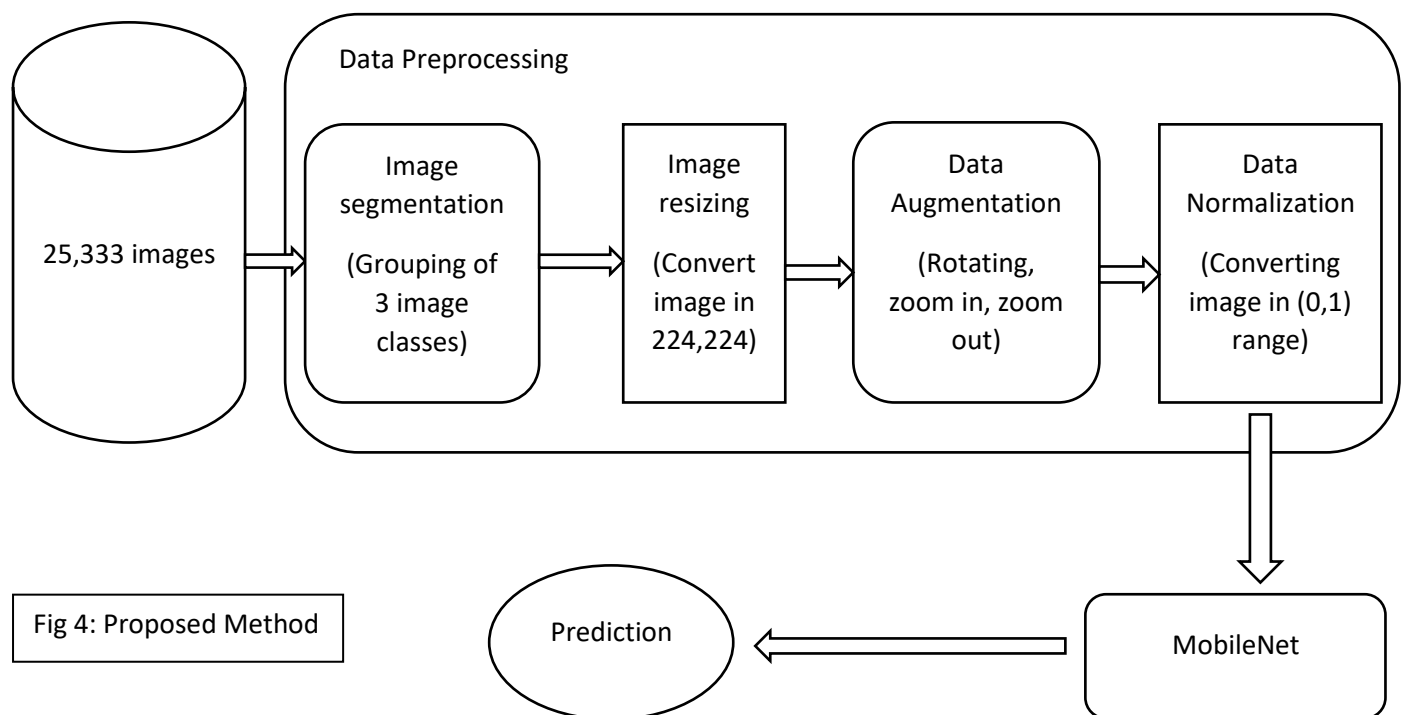 Data Preprocessing
25,333 images
Image
segmentation
(Grouping of
3 image
classes)
Image
resizing
(Convert
image in
224,224)
Data
Augmentation
(Rotating,
zoom in, zoom
out)
Data
Normalization
(Converting
image in (0,1)
range)
MobileNet
Prediction
Fig 4: Proposed Method